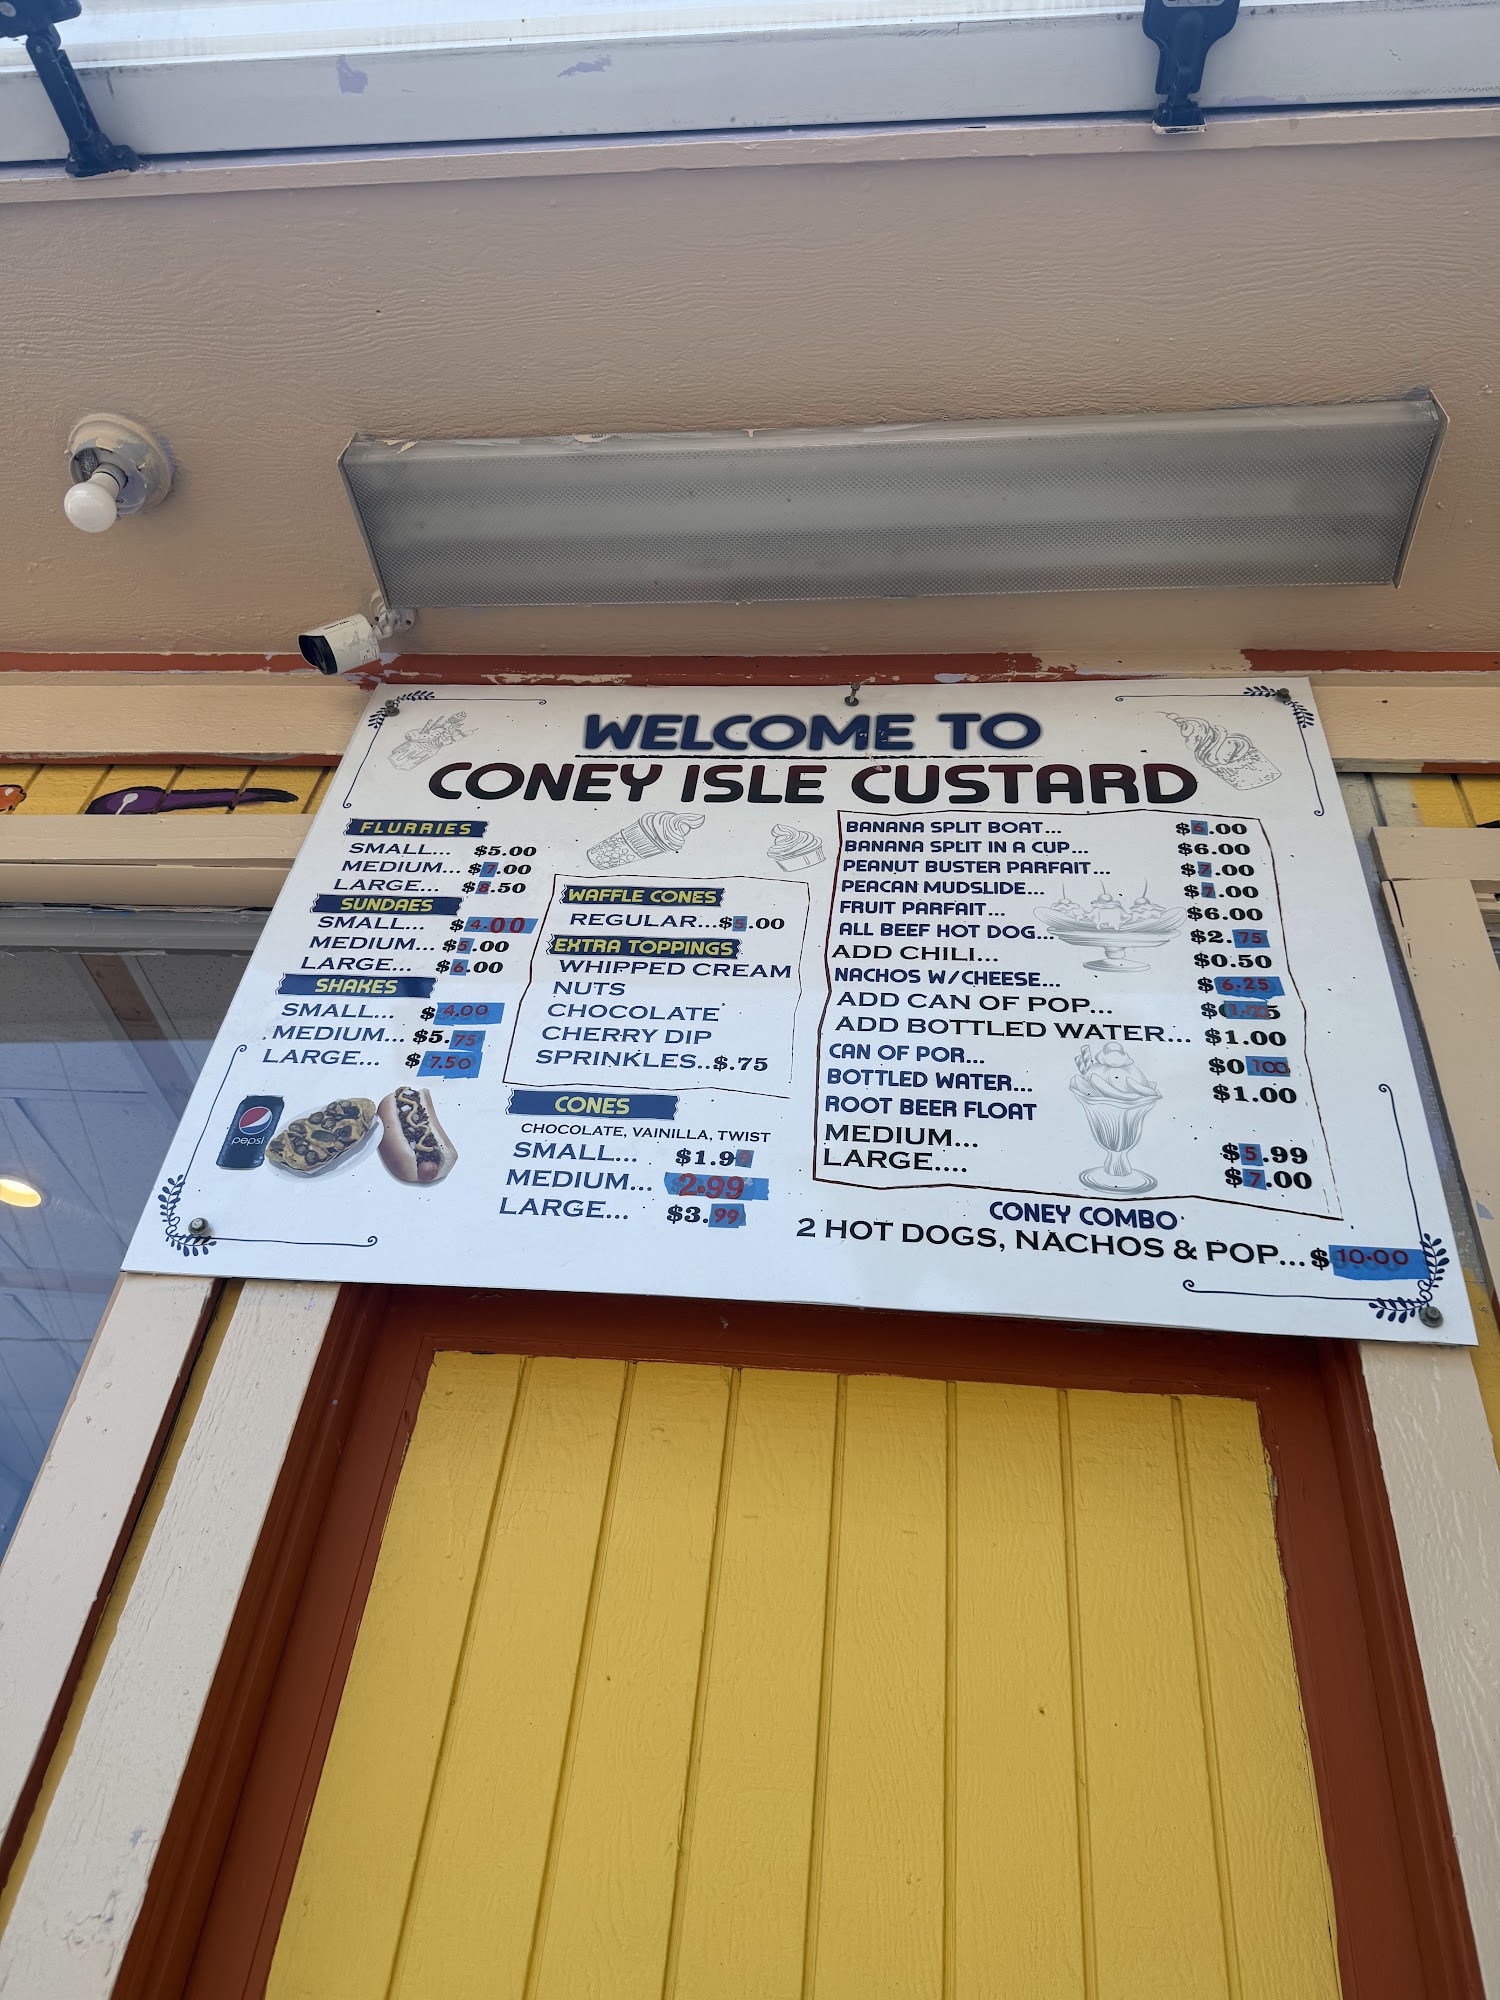 WELCOME TO
CONEY ISLE CUSTARD
FLURRIES
SMALL... $5.00
MEDIUM... $7.00
LARGE... $8.50
SUNDAES
SMALL... $4.00
MEDIUM... $5.00
LARGE... $6.00
SHAKES
SMALL... $4.00
MEDIUM... $5.75
LARGE... $7.50
pepsi
WAFFLE CONES
REGULAR...$5.00
EXTRA TOPPINGS
WHIPPED CREAM
NUTS
CHOCOLATE
CHERRY DIP
SPRINKLES..$.75
CONES
CHOCOLATE, VAINILLA, TWIST
SMALL...
MEDIUM... 2.99
LARGE... $3.99
BANANA SPLIT BOAT... $6.00
BANANA SPLIT IN A CUP... $6.00
PEANUT BUSTER PARFAIT... $7.00
PEACAN MUDSLIDE... $7.00
FRUIT PARFAIT... $6.00
ALL BEEF HOT DOG... $2.75
ADD CHILI... $0.50
NACHOS W/CHEESE... $6.25
ADD CAN OF POP...
ADD BOTTLED WATER... $1.00
CAN OF POP... $0 1.00
BOTTLED WATER... $1.00
ROOT BEER FLOAT
MEDIUM... $5.99
LARGE.... $7.00
CONEY COMBO
2 HOT DOGS, NACHOS & POP... $10.00